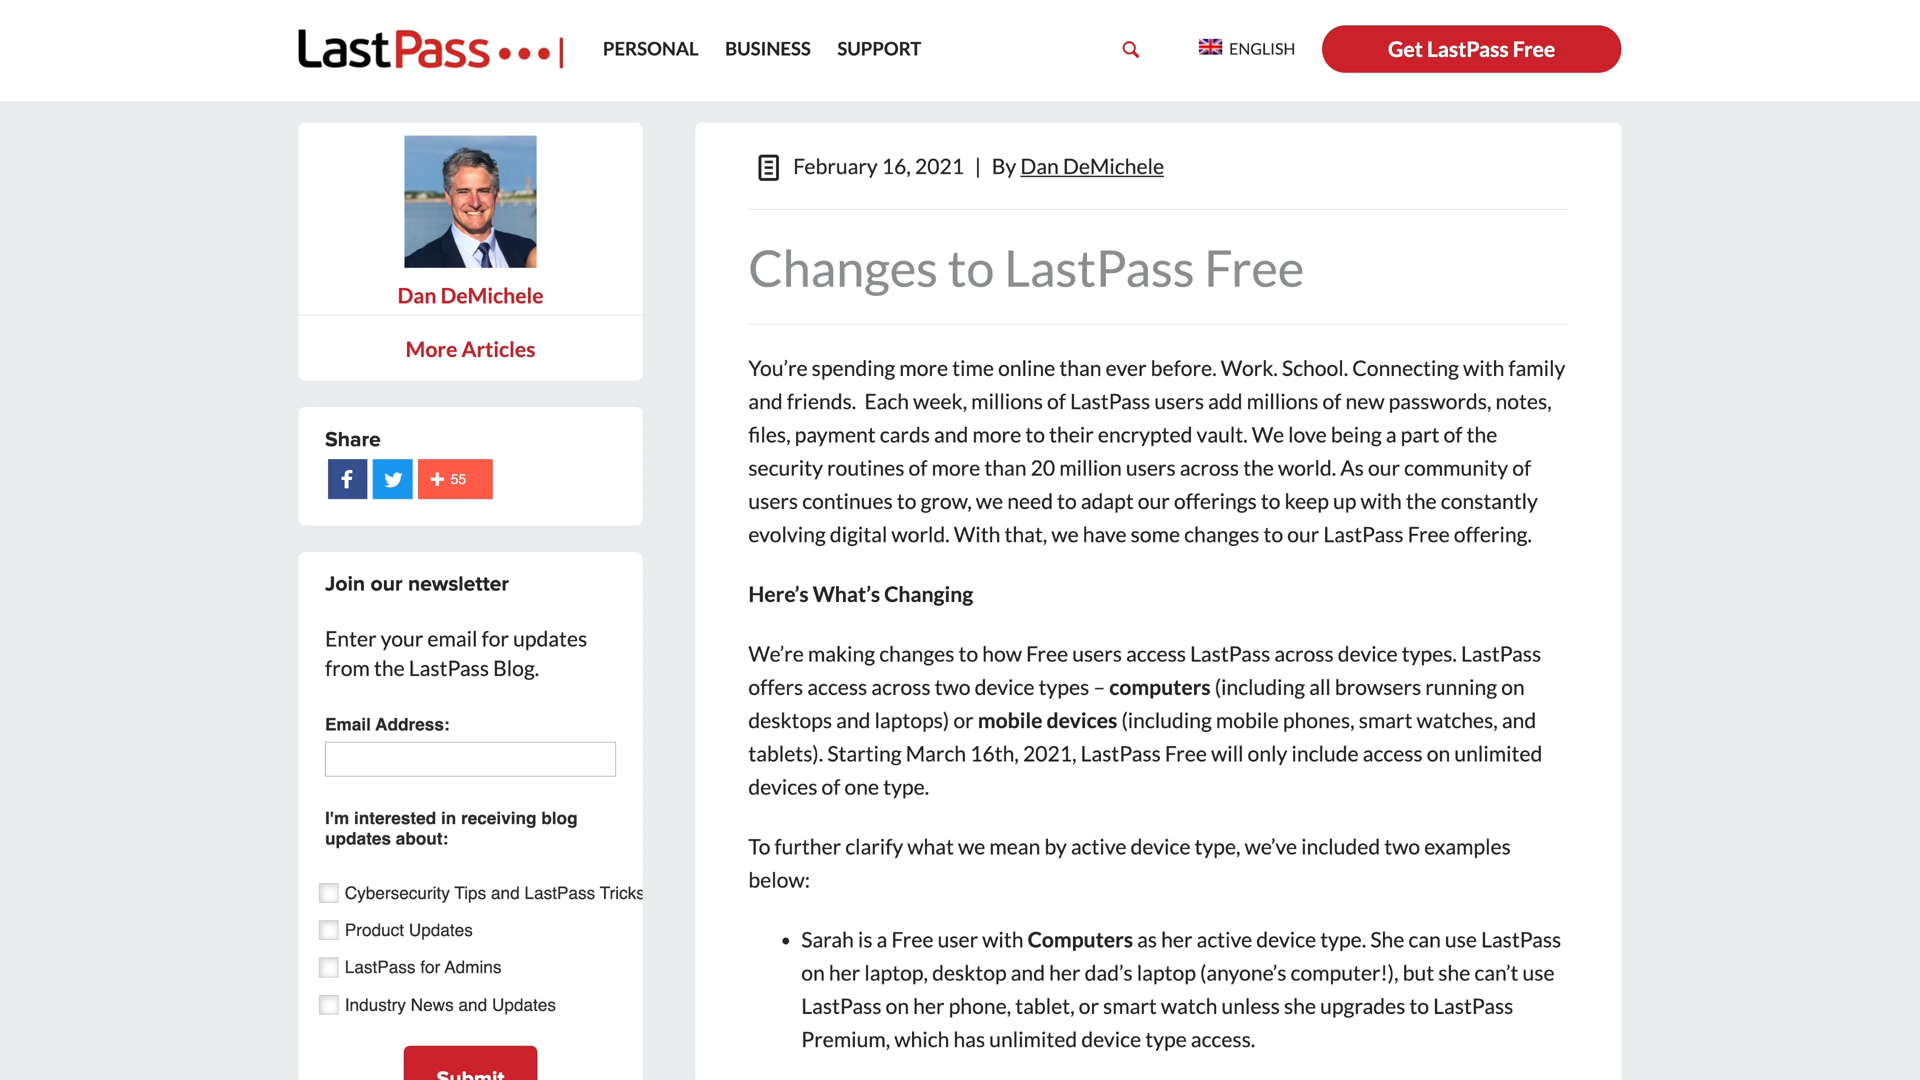 LastPass
PERSONAL
BUSINESS
SUPPORT
ENGLISH
Get LastPass Free
Dan DeMichele
More Articles
Share
55
Join our newsletter
Enter your email for updates
from the LastPass Blog.
Email Address:
I'm interested in receiving blog
updates about:
Cybersecurity Tips and LastPass Tricks
Product Updates
LastPass for Admins
Industry News and Updates
Submit
February 16, 2021 | By Dan DeMichele
Changes to LastPass Free
You’re spending more time online than ever before. Work. School. Connecting with family
and friends. Each week, millions of LastPass users add millions of new passwords, notes,
files, payment cards and more to their encrypted vault. We love being a part of the
security routines of more than 20 million users across the world. As our community of
users continues to grow, we need to adapt our offerings to keep up with the constantly
evolving digital world. With that, we have some changes to our LastPass Free offering.
Here’s What’s Changing
We’re making changes to how Free users access LastPass across device types. LastPass
offers access across two device types – computers (including all browsers running on
desktops and laptops) or mobile devices (including mobile phones, smart watches, and
tablets). Starting March 16th, 2021, LastPass Free will only include access on unlimited
devices of one type.
To further clarify what we mean by active device type, we’ve included two examples
below:
• Sarah is a Free user with Computers as her active device type. She can use LastPass
on her laptop, desktop and her dad’s laptop (anyone’s computer!), but she can’t use
LastPass on her phone, tablet, or smart watch unless she upgrades to LastPass
Premium, which has unlimited device type access.